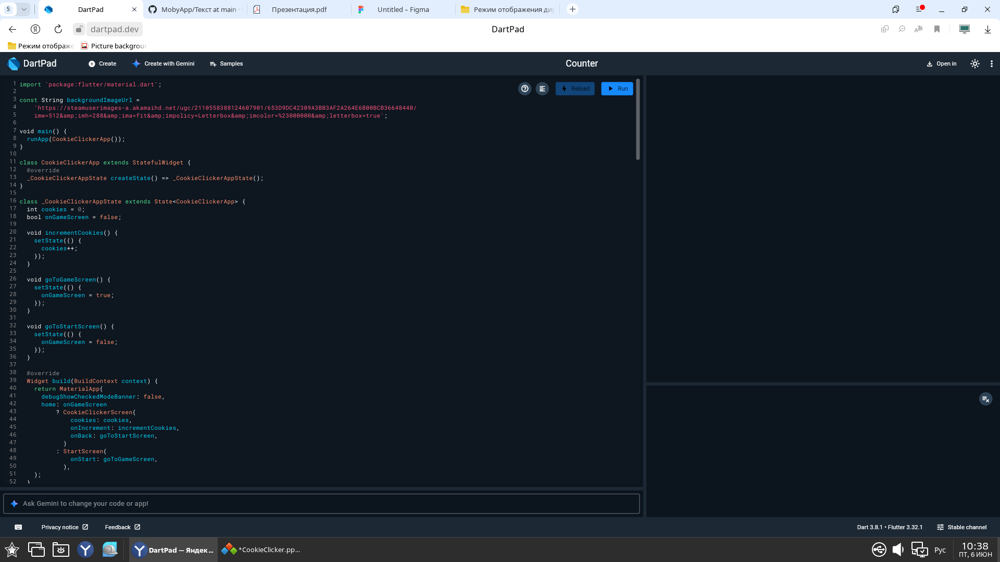 5
DartPad
MobyApp/Текст at main ·
Презентация.pdf
Untitled – Figma
Режим отображения дир
dartpad.dev
DartPad
Режим отображе
Picture backgroun
DartPad
Create
Create with Gemini
Samples
Counter
Open in
Reload
Run
1 import 'package:flutter/material.dart';
2
3 const String backgroundImageUrl =
4 'https://steamuserimages-a.akamaihd.net/ugc/2110558388124607901/653D9DC42309A3BB3AF2A264E6B00BCB36648440/
5 imw=512&amp;imh=288&amp;ima=fit&amp;impolicy=Letterbox&amp;imcolor=%23000000&amp;letterbox=true';
6
7 void main() {
8 runApp(CookieClickerApp());
9 }
10
11 class CookieClickerApp extends StatefulWidget {
12 @override
13 _CookieClickerAppState createState() => _CookieClickerAppState();
14 }
15
16 class _CookieClickerAppState extends State<CookieClickerApp> {
17 int cookies = 0;
18 bool onGameScreen = false;
19
20 void incrementCookies() {
21 setState(() {
22 cookies++;
23 });
24 }
25
26 void goToGameScreen() {
27 setState(() {
28 onGameScreen = true;
29 });
30 }
31
32 void goToStartScreen() {
33 setState(() {
34 onGameScreen = false;
35 });
36 }
37
38 @override
39 Widget build(BuildContext context) {
40 return MaterialApp(
41 debugShowCheckedModeBanner: false,
42 home: onGameScreen
43 ? CookieClickerScreen(
44 cookies: cookies,
45 onIncrement: incrementCookies,
46 onBack: goToStartScreen,
47 )
48 : StartScreen(
49 onStart: goToGameScreen,
50 ),
51 );
52 }
Ask Gemini to change your code or app!
Privacy notice
Feedback
Dart 3.8.1 • Flutter 3.32.1
Stable channel
DartPad — Яндек...
*CookieClicker.pp...
Рус
10:38
ПТ, 6 ИЮН